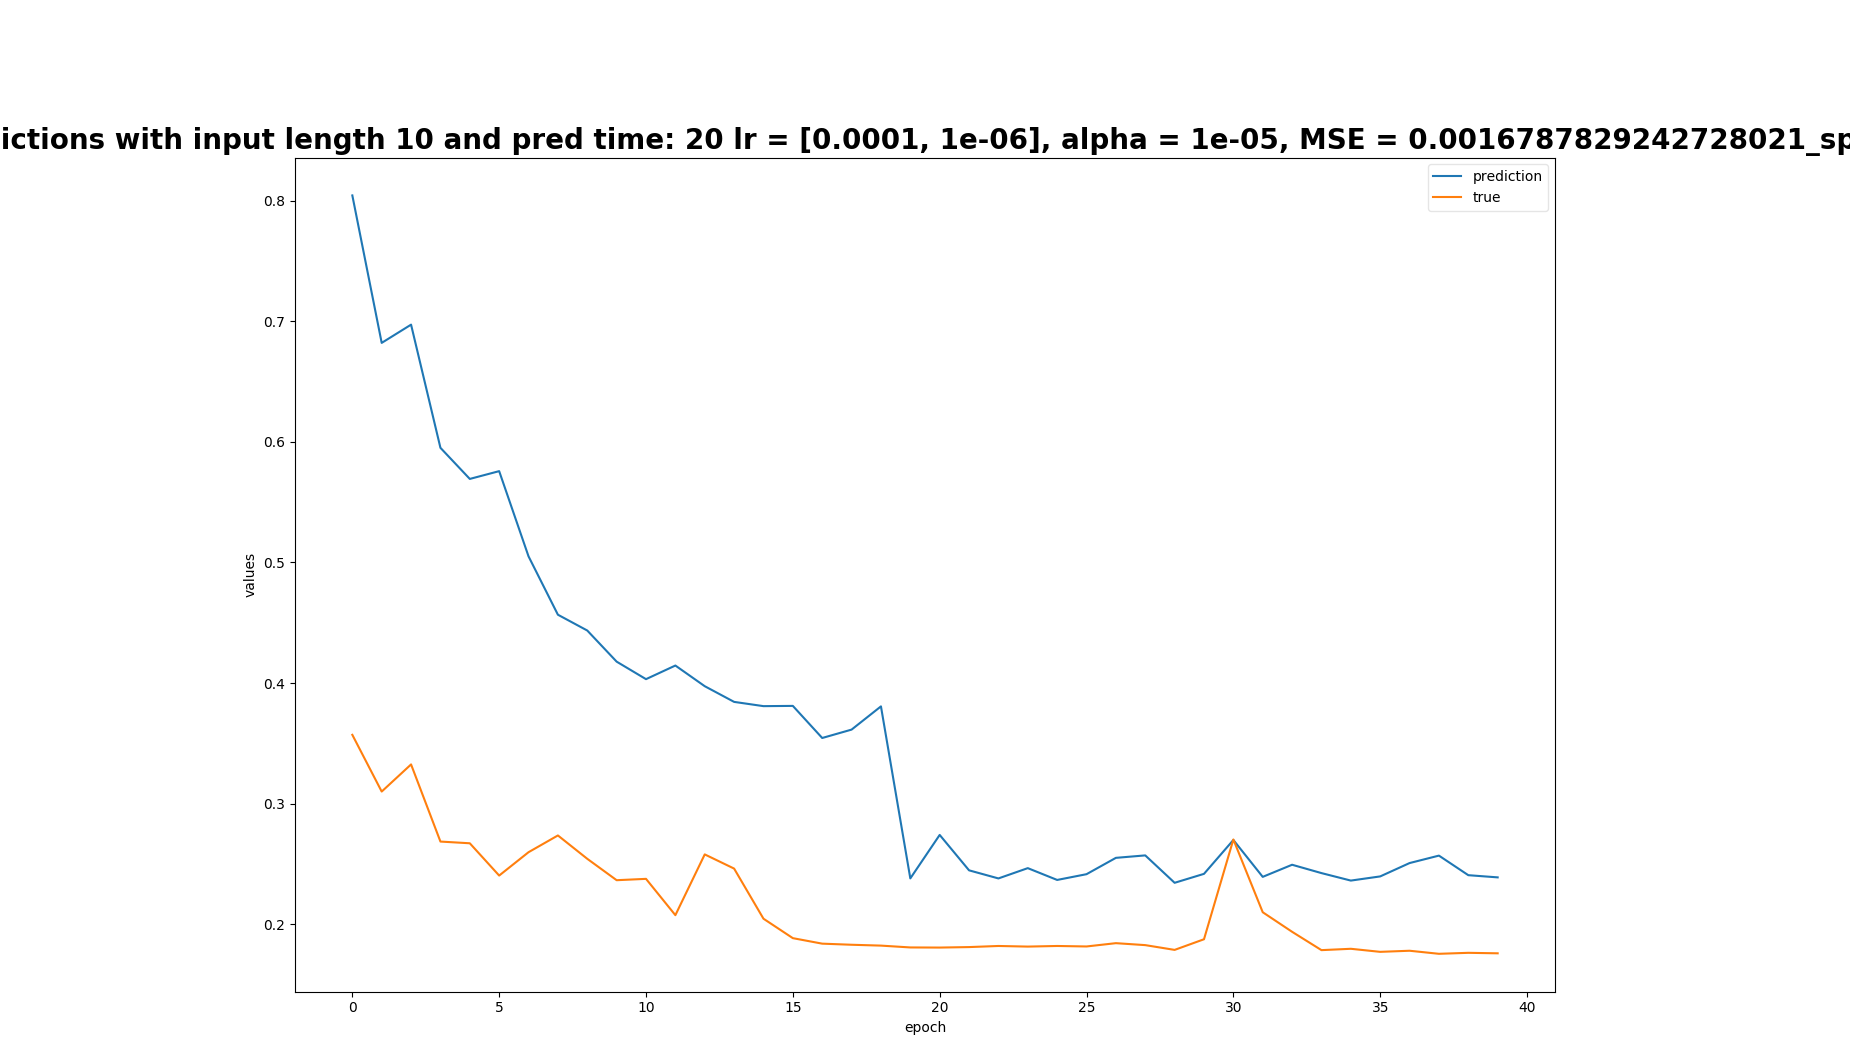 ictions with input length 10 and pred time: 20 lr = [0.0001, 1e-06], alpha = 1e-05, MSE = 0.0016787829242728021_sp
prediction
true
0.8
0.7
0.6
0.5
0.4
0.3
0.2
values
0 5 10 15 20 25 30 35 40
epoch